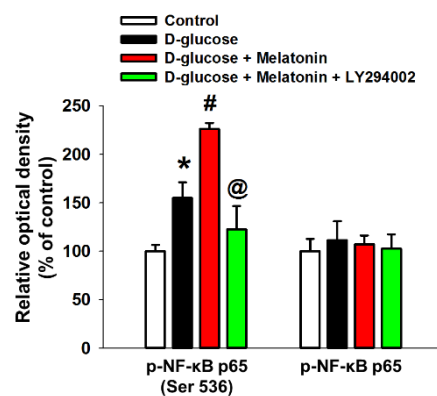 Control
D-glucose
D-glucose + Melatonin
D-glucose + Melatonin + LY294002
Relative optical density
(% of control)
250
200
150
100
50
0
*
#
@
p-NF-κB p65
(Ser 536)
p-NF-κB p65